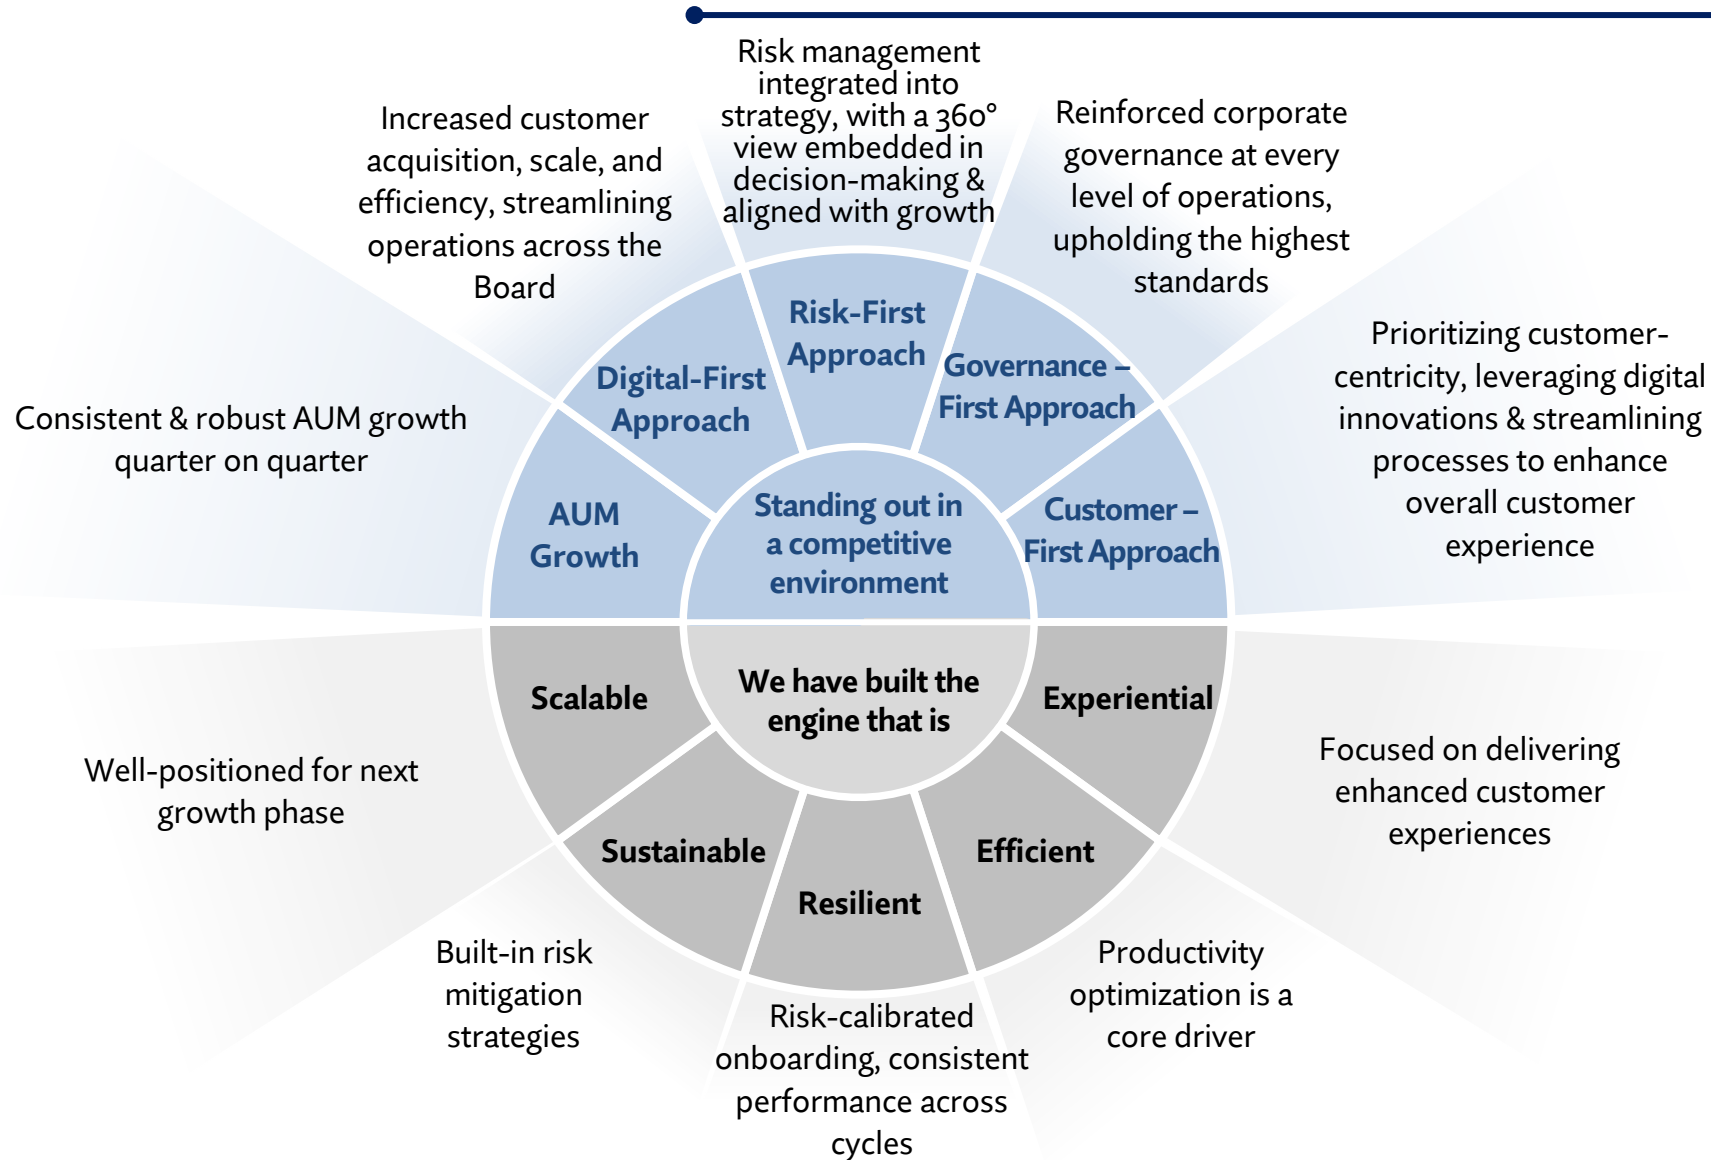 Risk management
integrated into
strategy, with a 360°
view embedded in
decision-making &
aligned with growth
Increased customer
acquisition, scale, and
efficiency, streamlining
operations across the
Board
Reinforced corporate
governance at every
level of operations,
upholding the highest
standards
Consistent & robust AUM growth
quarter on quarter
Prioritizing customer-
centricity, leveraging digital
innovations & streamlining
processes to enhance
overall customer
experience
AUM
Growth
Digital-First
Approach
Risk-First
Approach
Governance –
First Approach
Customer –
First Approach
Standing out in
a competitive
environment
We have built the
engine that is
Scalable
Sustainable
Resilient
Efficient
Experiential
Well-positioned for next
growth phase
Built-in risk
mitigation
strategies
Risk-calibrated
onboarding, consistent
performance across
cycles
Productivity
optimization is a
core driver
Focused on delivering
enhanced customer
experiences